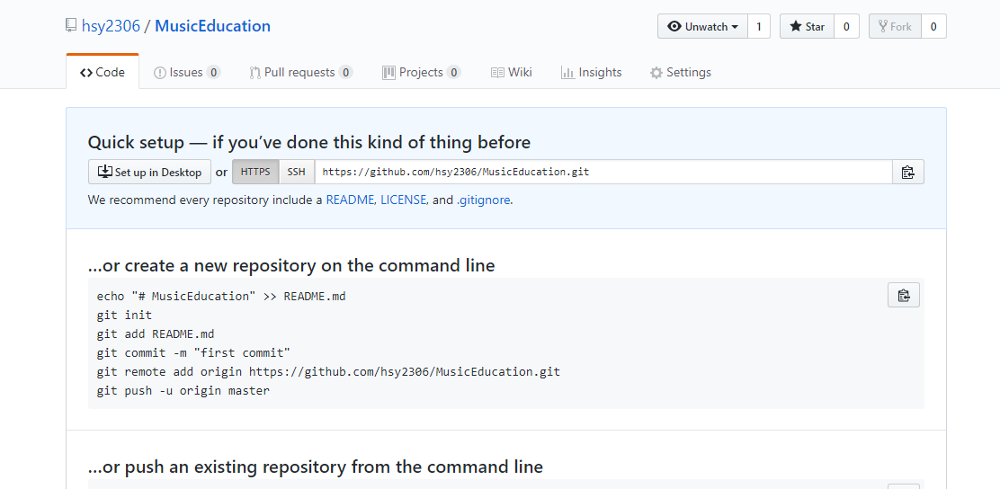 hsy2306 / MusicEducation
Unwatch 1 Star 0 Fork 0
Code Issues 0 Pull requests 0 Projects 0 Wiki Insights Settings
Quick setup — if you’ve done this kind of thing before
Set up in Desktop or HTTPS SSH https://github.com/hsy2306/MusicEducation.git
We recommend every repository include a README, LICENSE, and .gitignore.
…or create a new repository on the command line
echo "# MusicEducation" >> README.md
git init
git add README.md
git commit -m "first commit"
git remote add origin https://github.com/hsy2306/MusicEducation.git
git push -u origin master
…or push an existing repository from the command line